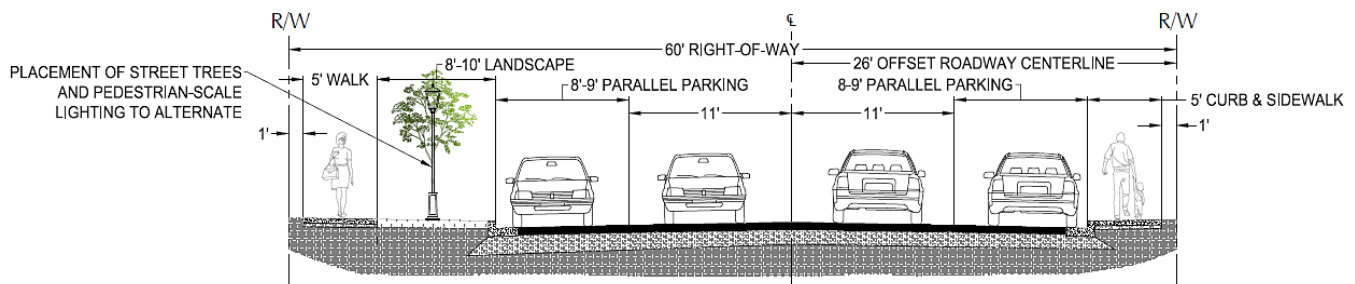 R/W
℄
R/W
60' RIGHT-OF-WAY
5' WALK
8'-10' LANDSCAPE
26' OFFSET ROADWAY CENTERLINE
PLACEMENT OF STREET TREES
AND PEDESTRIAN-SCALE
LIGHTING TO ALTERNATE
8'-9' PARALLEL PARKING
8-9' PARALLEL PARKING
5' CURB & SIDEWALK
1'
11'
11'
1'